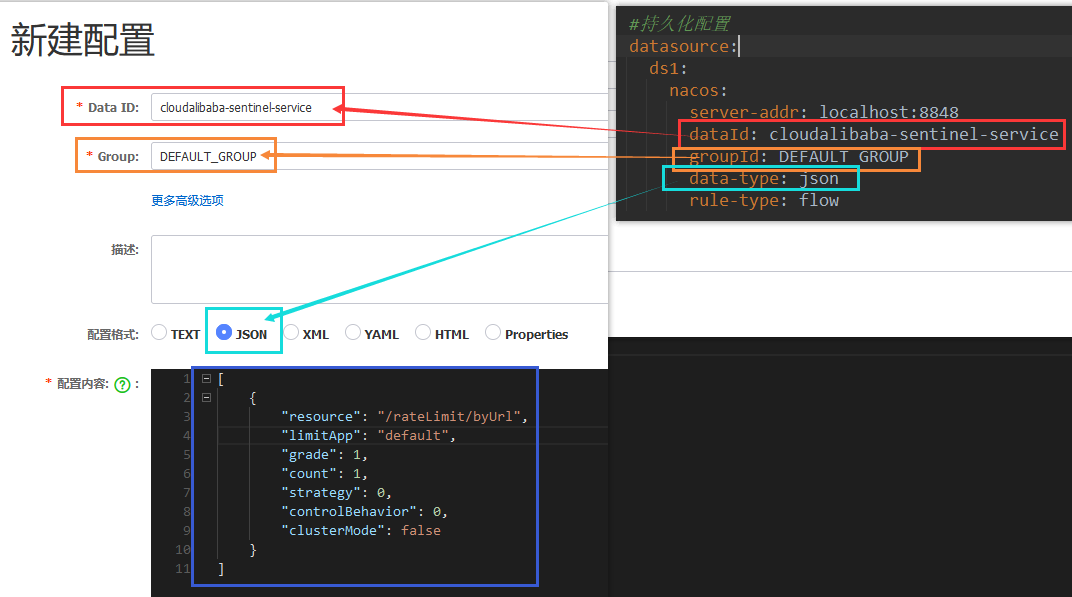 新建配置
* Data ID: cloudalibaba-sentinel-service
* Group: DEFAULT_GROUP
更多高级选项
描述:
配置格式: TEXT JSON XML YAML HTML Properties
* 配置内容: ? :
1 [
2 {
3 "resource": "/rateLimit/byUrl",
4 "limitApp": "default",
5 "grade": 1,
6 "count": 1,
7 "strategy": 0,
8 "controlBehavior": 0,
9 "clusterMode": false
10 }
11 ]
#持久化配置
datasource:
ds1:
nacos:
server-addr: localhost:8848
dataId: cloudalibaba-sentinel-service
groupId: DEFAULT_GROUP
data-type: json
rule-type: flow